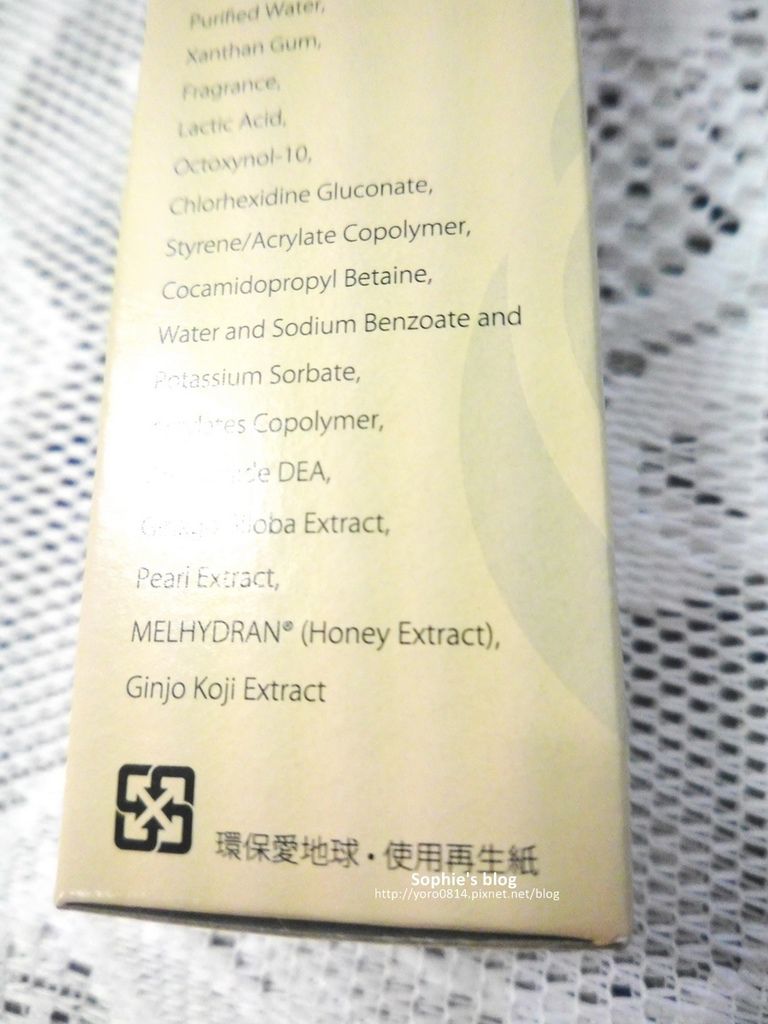 Purified Water,
Xanthan Gum,
Fragrance,
Lactic Acid,
Octoxynol-10,
Chlorhexidine Gluconate,
Styrene/Acrylate Copolymer,
Cocamidopropyl Betaine,
Water and Sodium Benzoate and
Potassium Sorbate,
Copolymer,
DEA,
Extract,
Pearl Extract,
MELHYDRAN® (Honey Extract),
Ginjo Koji Extract
環保愛地球・使用再生紙
Sophie's blog
http://yoro0814.pixnet.net/blog